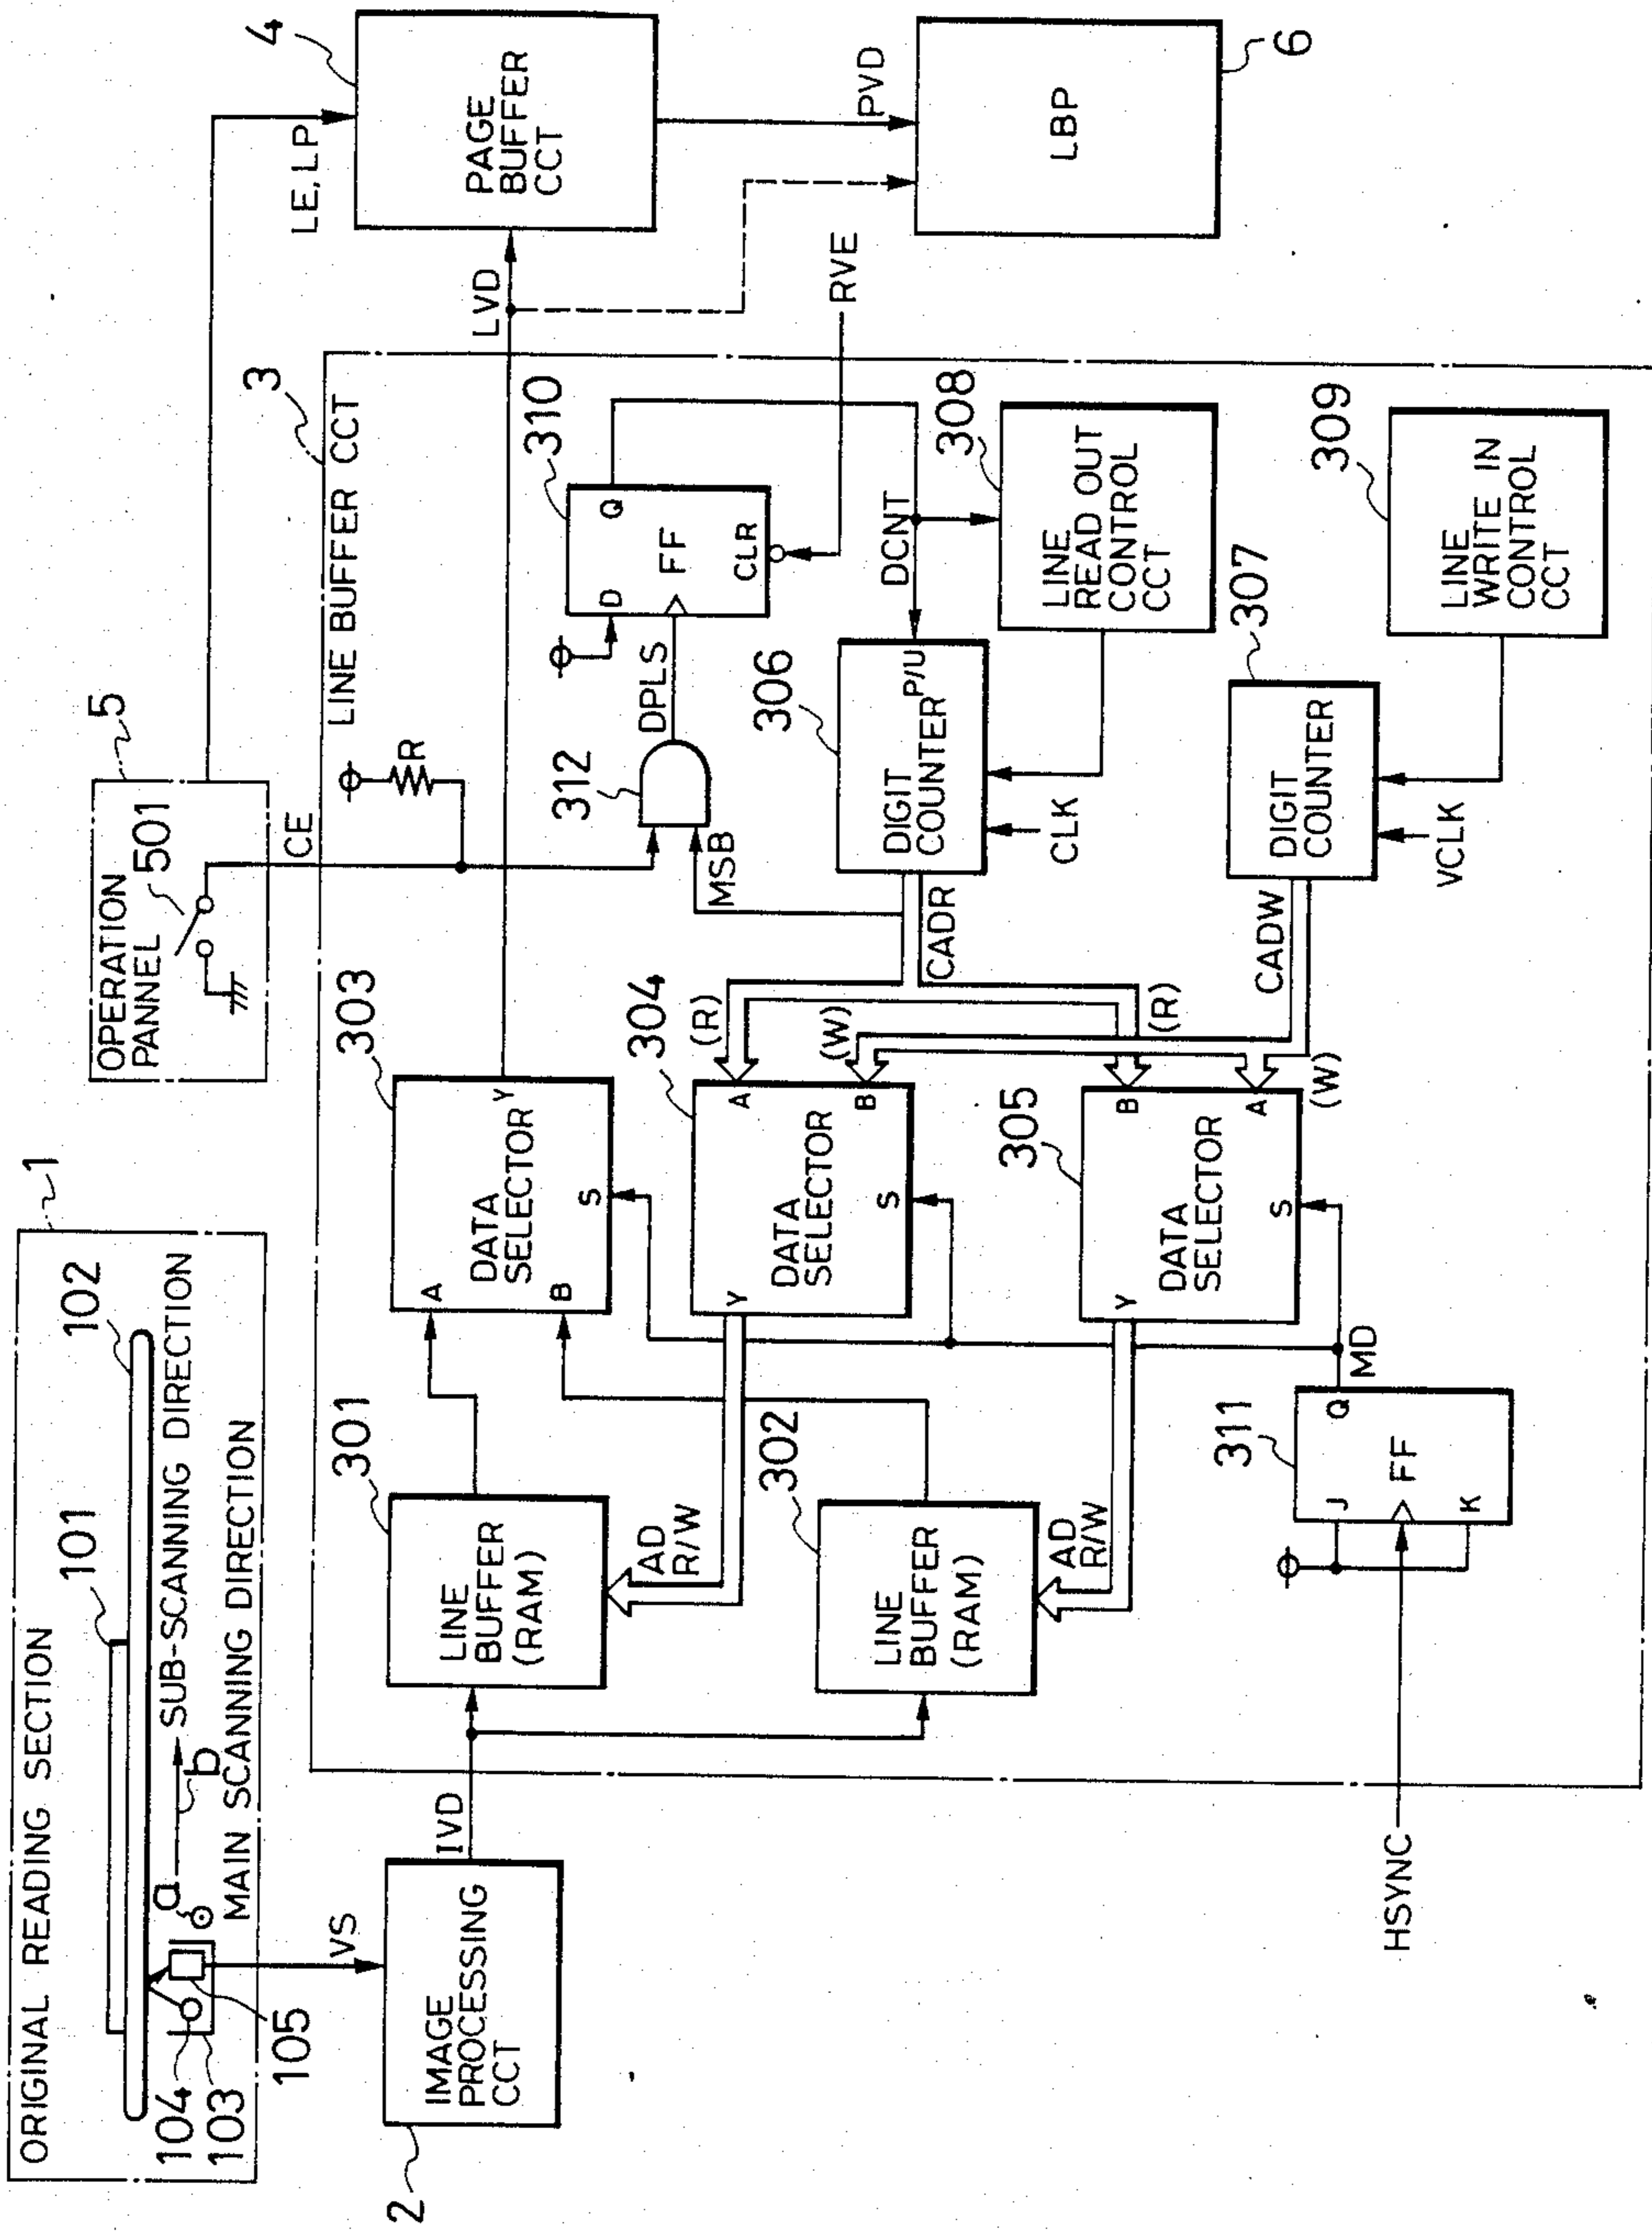 ORIGINAL READING SECTION
1
101
102
a
SUB-SCANNING DIRECTION
b
MAIN SCANNING DIRECTION
104
103
105
VS
2
IMAGE
PROCESSING
CCT
IVD
OPERATION
PANNEL
501
5
CE
LE, LP
4
PAGE
BUFFER
CCT
PVD
LBP
6
3
LINE BUFFER CCT
R
LVD
301
LINE
BUFFER
(RAM)
AD
R/W
302
LINE
BUFFER
(RAM)
AD
R/W
303
A
B
DATA
SELECTOR
Y
S
304
Y
DATA
SELECTOR
A
B
S
(R)
(W)
305
Y
DATA
SELECTOR
B
A
S
(R)
(W)
312
MSB
DPLS
310
D
Q
FF
CLR
RVE
306
DIGIT
COUNTER
P/U
DCNT
CADR
CLK
308
LINE
READ OUT
CONTROL
CCT
307
DIGIT
COUNTER
CADW
VCLK
309
LINE
WRITE IN
CONTROL
CCT
311
J
Q
FF
K
MD
HSYNC